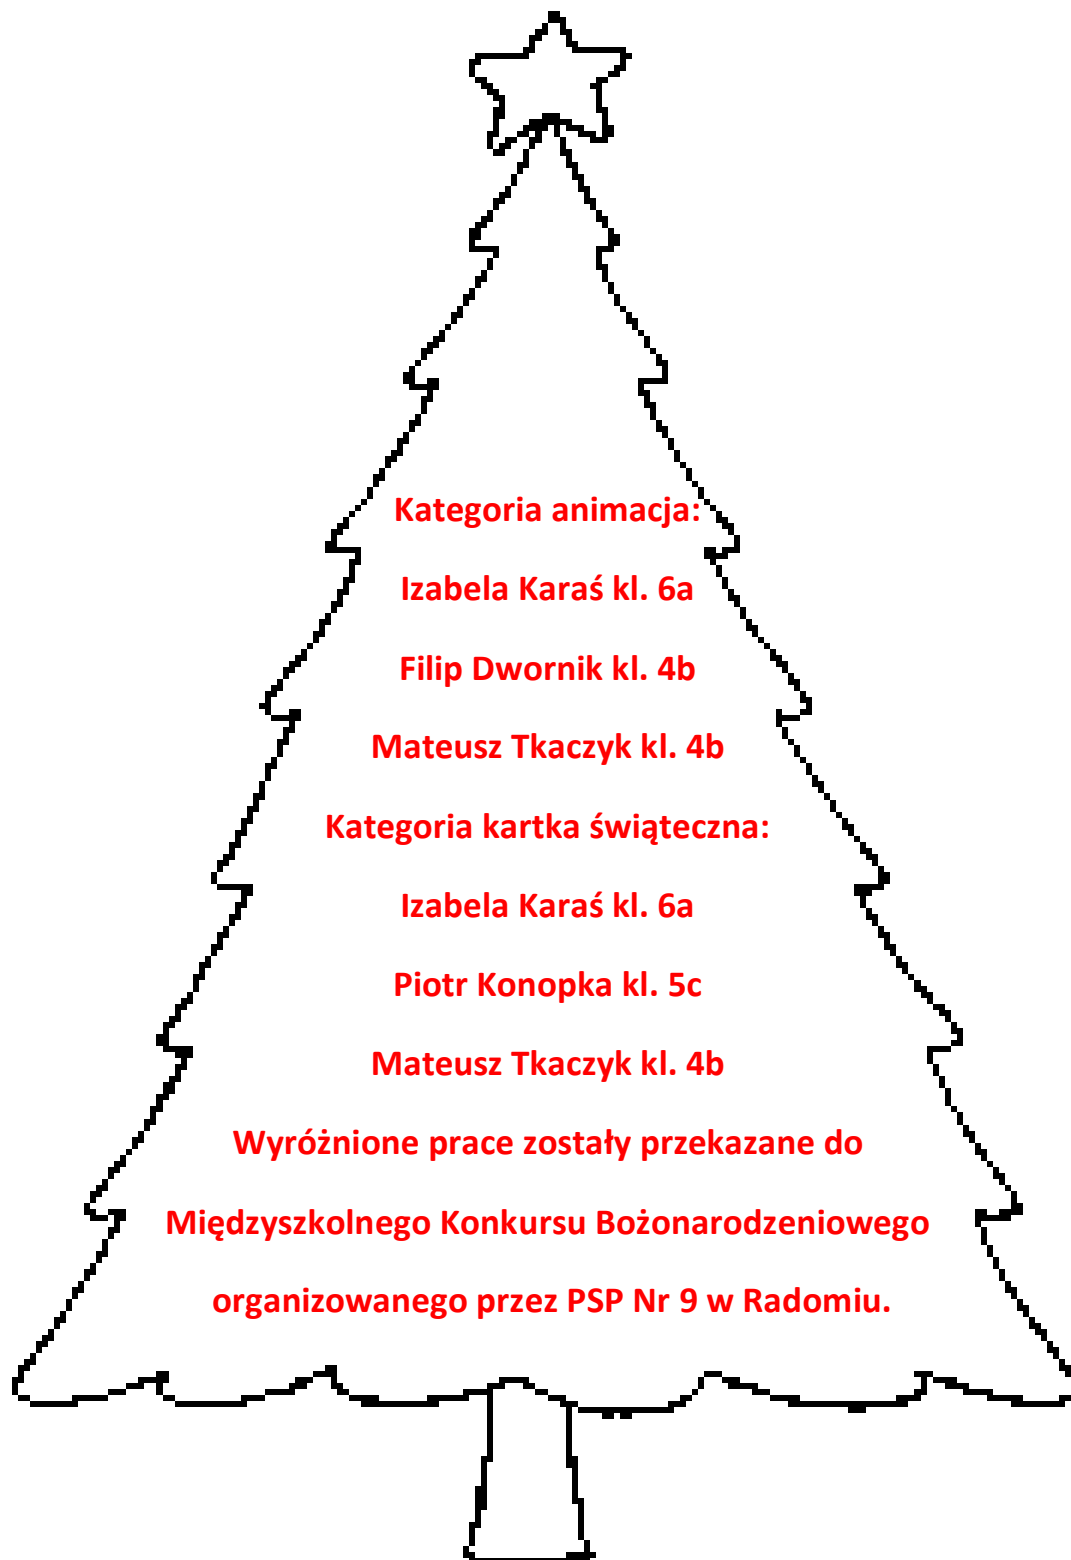 Kategoria animacja:
Izabela Karaś kl. 6a
Filip Dwornik kl. 4b
Mateusz Tkaczyk kl. 4b
Kategoria kartka świąteczna:
Izabela Karaś kl. 6a
Piotr Konopka kl. 5c
Mateusz Tkaczyk kl. 4b
Wyróżnione prace zostały przekazane do
Międzyszkolnego Konkursu Bożonarodzeniowego
organizowanego przez PSP Nr 9 w Radomiu.